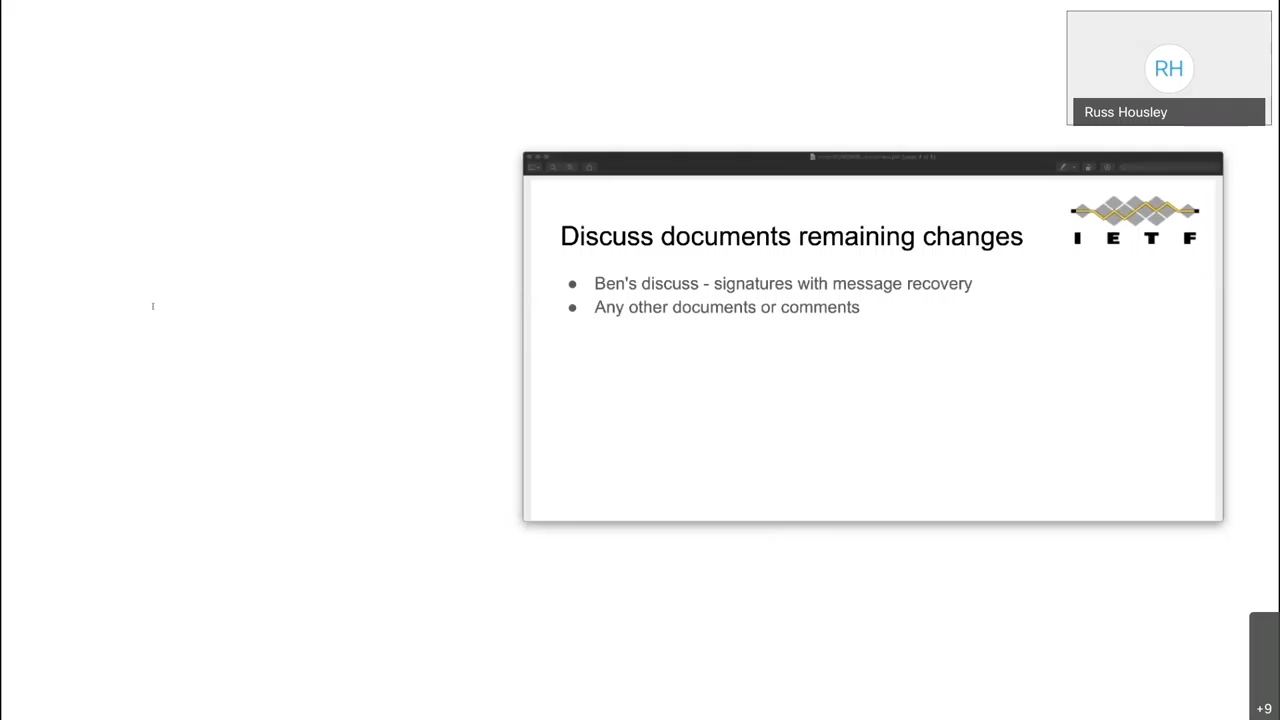 RH
Russ Housley
I E T F
Discuss documents remaining changes
● Ben's discuss - signatures with message recovery
● Any other documents or comments
+9